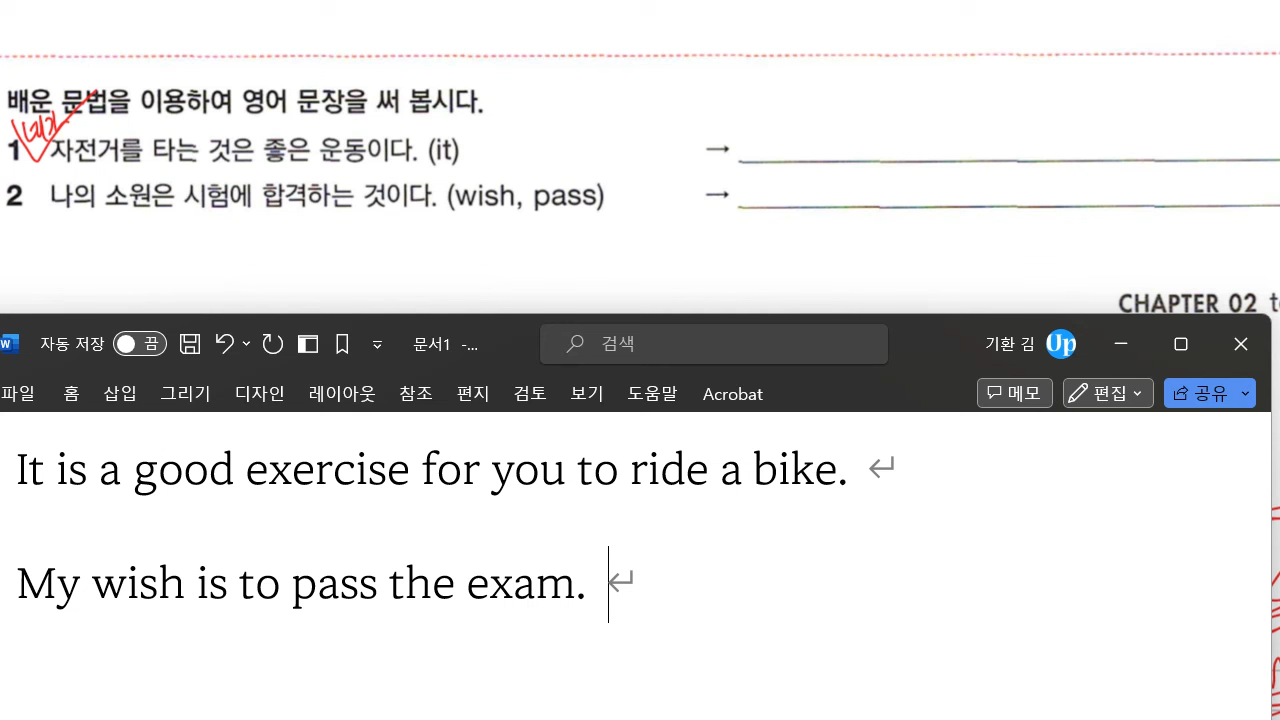 배운 문법을 이용하여 영어 문장을 써 봅시다.
1 자전거를 타는 것은 좋은 운동이다. (it) →
2 나의 소원은 시험에 합격하는 것이다. (wish, pass) →
CHAPTER 02
자동 저장 끔 문서1 -... 검색 기환 김 Up
파일 홈 삽입 그리기 디자인 레이아웃 참조 편지 검토 보기 도움말 Acrobat 메모 편집 공유
It is a good exercise for you to ride a bike.
My wish is to pass the exam.